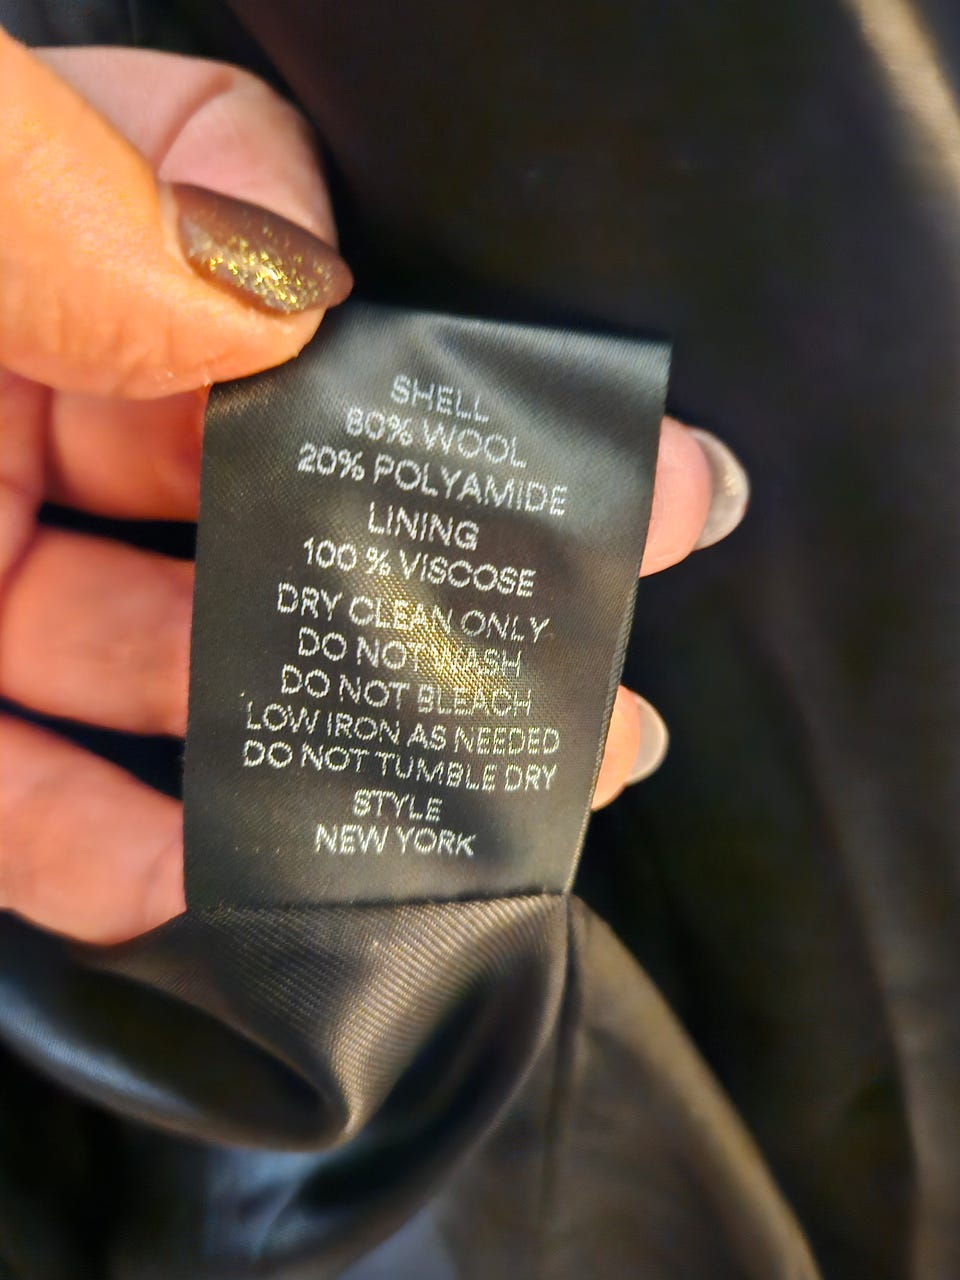 SHELL
80% WOOL
20% POLYAMIDE
LINING
100 % VISCOSE
DRY CLEAN ONLY
DO NOT WASH
DO NOT BLEACH
LOW IRON AS NEEDED
DO NOT TUMBLE DRY
STYLE
NEW YORK